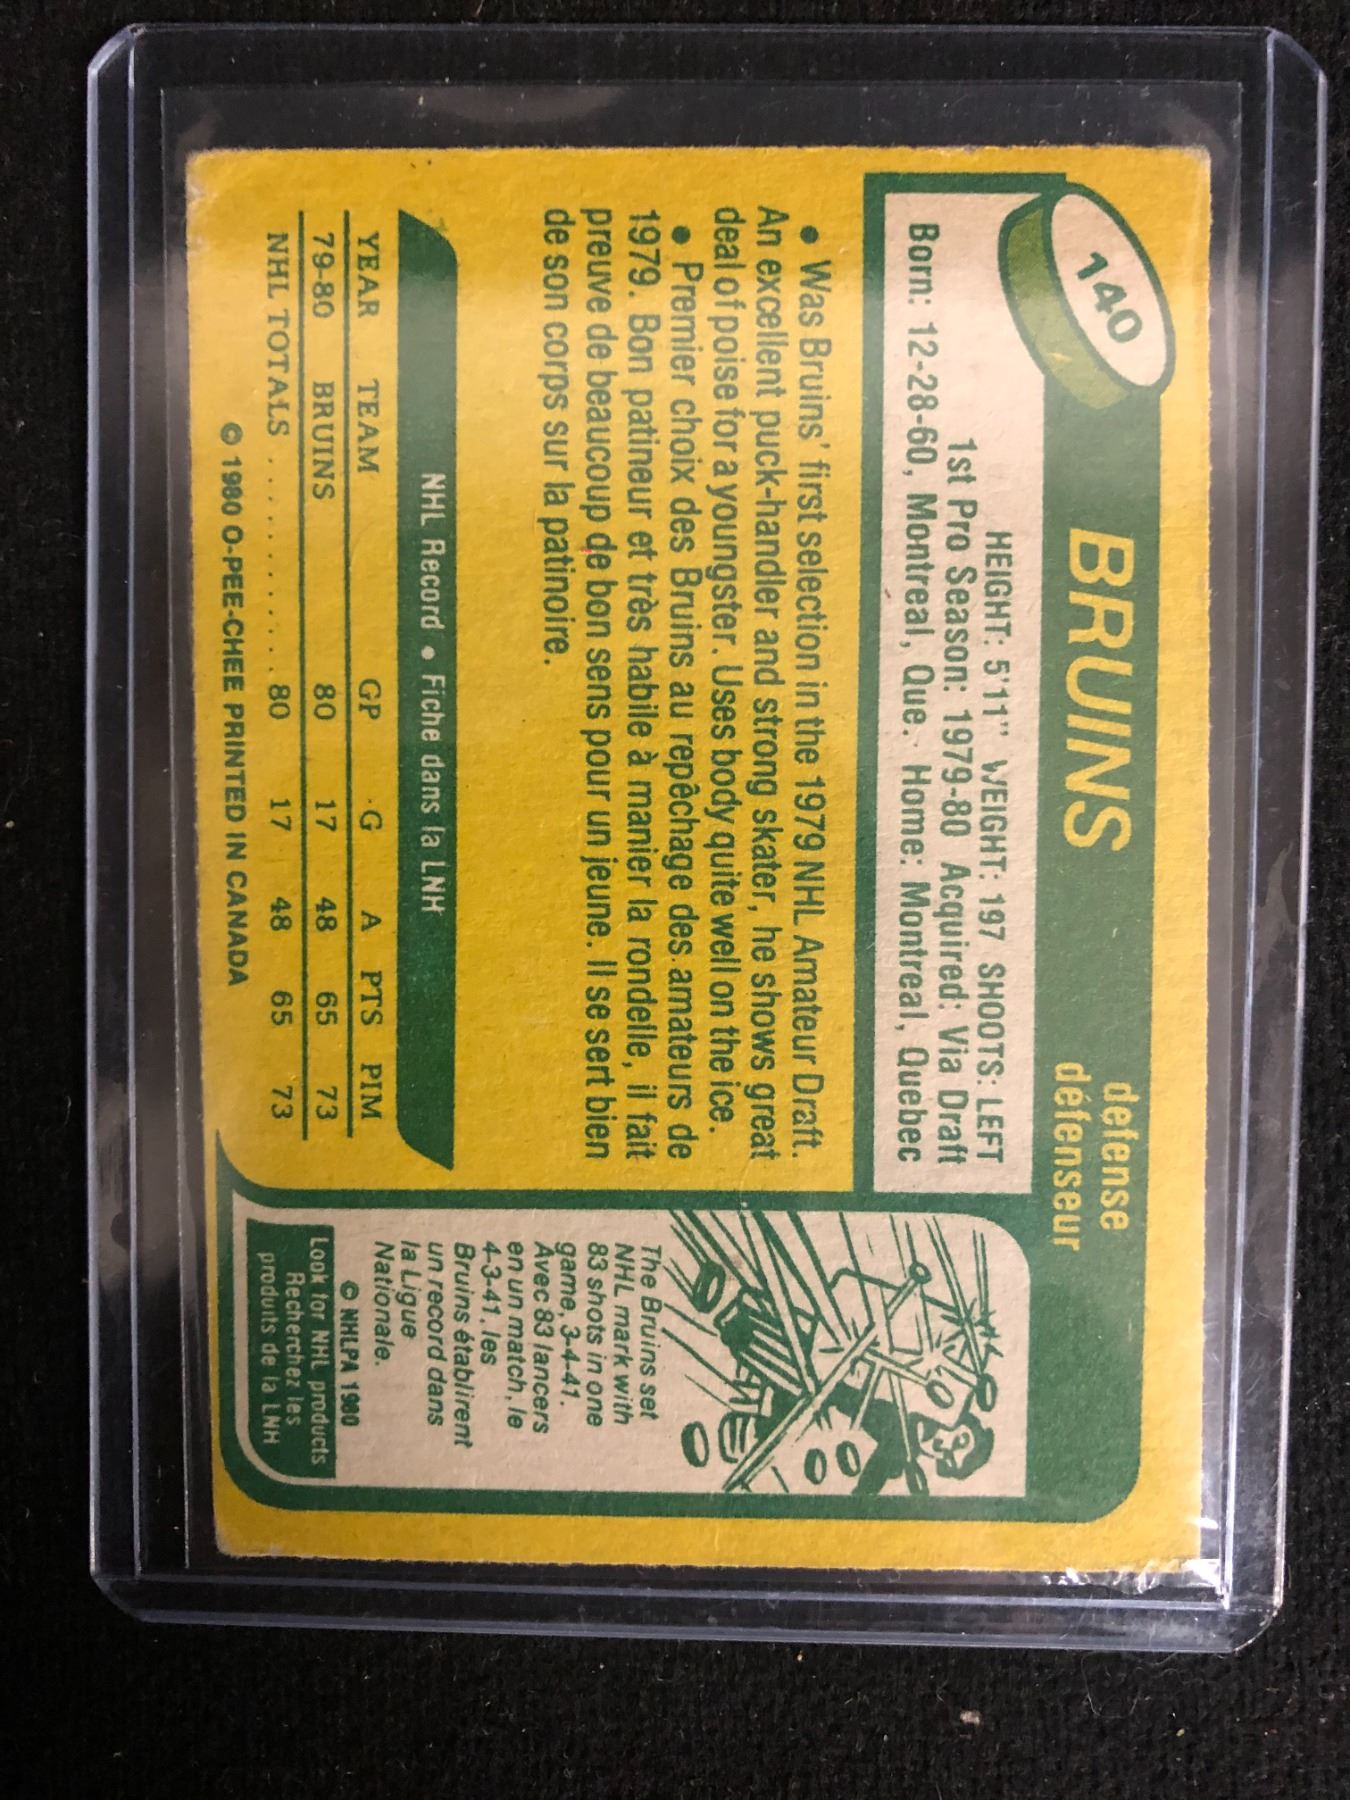 140
BRUINS
defense
défenseur
HEIGHT: 5'11" WEIGHT: 197 SHOOTS: LEFT
1st Pro Season: 1979-80 Acquired: Via Draft
Born: 12-28-60, Montreal, Que. Home: Montreal, Quebec
• Was Bruins' first selection in the 1979 NHL Amateur Draft.
An excellent puck-handler and strong skater, he shows great
deal of poise for a youngster. Uses body quite well on the ice.
• Premier choix des Bruins au repêchage des amateurs de
1979. Bon patineur et très habile à manier la rondelle, il fait
preuve de beaucoup de bon sens pour un jeune. Il se sert bien
de son corps sur la patinoire.
NHL Record • Fiche dans la LNH
YEAR TEAM GP G A PTS PIM
79-80 BRUINS 80 17 48 65 73
NHL TOTALS .............. 80 17 48 65 73
© 1980 O-PEE-CHEE PRINTED IN CANADA
The Bruins set
NHL mark with
83 shots in one
game, 3-4-41.
Avec 83 lancers
en un match, le
4-3-41, les
Bruins établirent
un record dans
la Ligue
Nationale.
© NHLPA 1980
Look for NHL products
Recherchez les
produits de la LNH